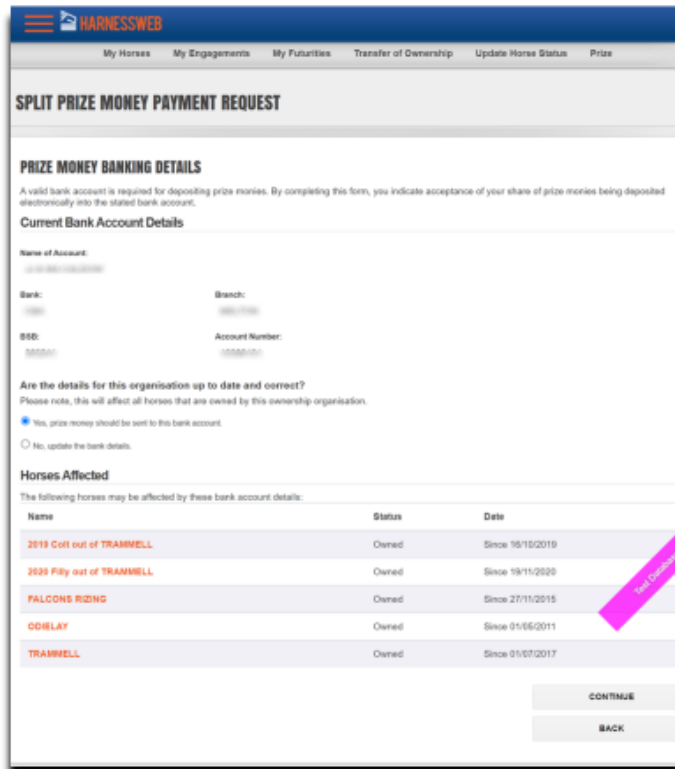 HARNESSWEB
My Horses My Engagements My Futurities Transfer of Ownership Update Horse Status Prize
SPLIT PRIZE MONEY PAYMENT REQUEST
PRIZE MONEY BANKING DETAILS
A valid bank account is required for depositing prize monies. By completing this form, you indicate acceptance of your share of prize monies being deposited
electronically into the stated bank account.
Current Bank Account Details
Name of Account:
Bank: Branch:
BSB: Account Number:
Are the details for this organisation up to date and correct?
Please note, this will affect all horses that are owned by this ownership organisation.
Yes, prize money should be sent to this bank account.
No, update the bank details.
Horses Affected
The following horses may be affected by these bank account details:
Name Status Date
2019 Colt out of TRAMMELL Owned Since 16/10/2019
2020 Filly out of TRAMMELL Owned Since 19/11/2020
FALCONS RIZING Owned Since 27/11/2015
ODIELAY Owned Since 01/05/2011
TRAMMELL Owned Since 01/07/2017
Test Database
CONTINUE
BACK